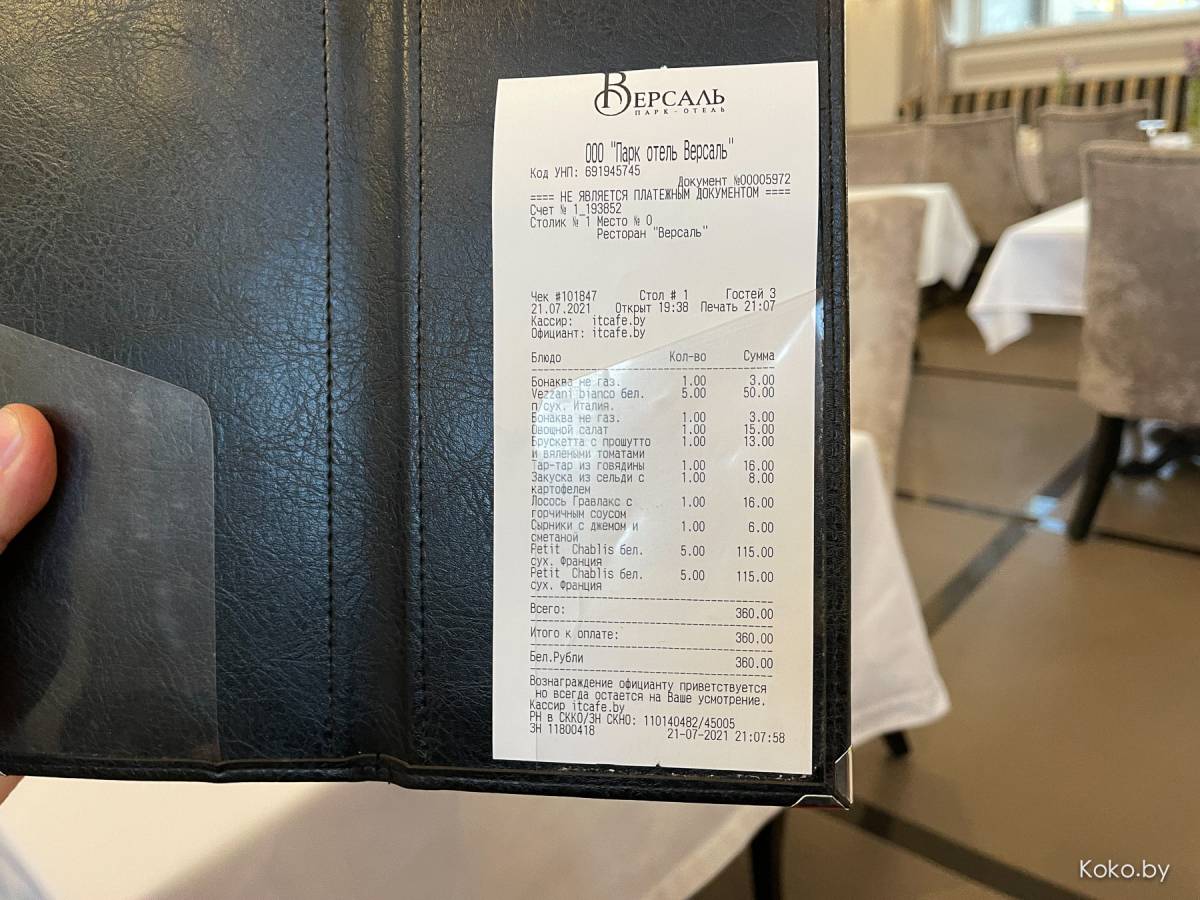 Версаль
ПАРК-ОТЕЛЬ
ООО "Парк отель Версаль"
Код УНП: 691945745
Документ №00005972
==== НЕ ЯВЛЯЕТСЯ ПЛАТЕЖНЫМ ДОКУМЕНТОМ ====
Счет № 1_193852
Столик № 1 Место № 0
Ресторан "Версаль"
Чек #101847 Стол # 1 Гостей 3
21.07.2021 Открыт 19:38 Печать 21:07
Кассир: itcafe.by
Официант: itcafe.by
Блюдо Кол-во Сумма
Бонаква не газ. 1.00 3.00
Vezzani bianco бел. 5.00 50.00
п/сух. Италия.
Бонаква не газ. 1.00 3.00
Овощной салат 1.00 15.00
Брускетта с прошутто 1.00 13.00
и вялеными томатами
Тар-тар из говядины 1.00 16.00
Закуска из сельди с 1.00 8.00
картофелем
Лосось Гравлакс с 1.00 16.00
горчичным соусом
Сырники с джемом и 1.00 6.00
сметаной
Petit Chablis бел. 5.00 115.00
сух. Франция
Petit Chablis бел. 5.00 115.00
сух. Франция
Всего: 360.00
Итого к оплате: 360.00
Бел.Рубли 360.00
Вознаграждение официанту приветствуется
но всегда остается на Ваше усмотрение.
Кассир itcafe.by
РН в СККО/ЗН СКНО: 110140482/45005
ЗН 11800418 21-07-2021 21:07:58
Koko.by